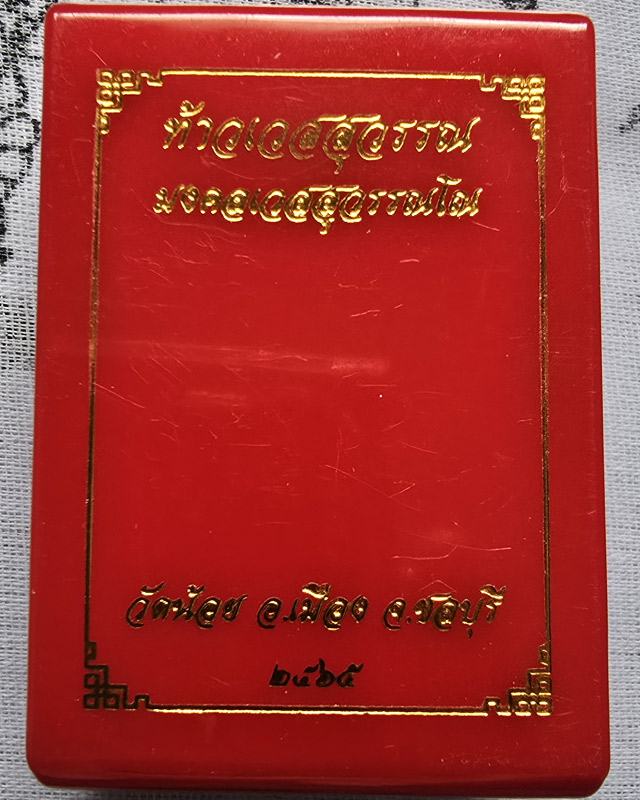 ท้าวเวสสุวรรณ
มงคลเวสสุวรรณโณ
วัดน้อย อ.เมือง จ.ชลบุรี
๒๕๖๕